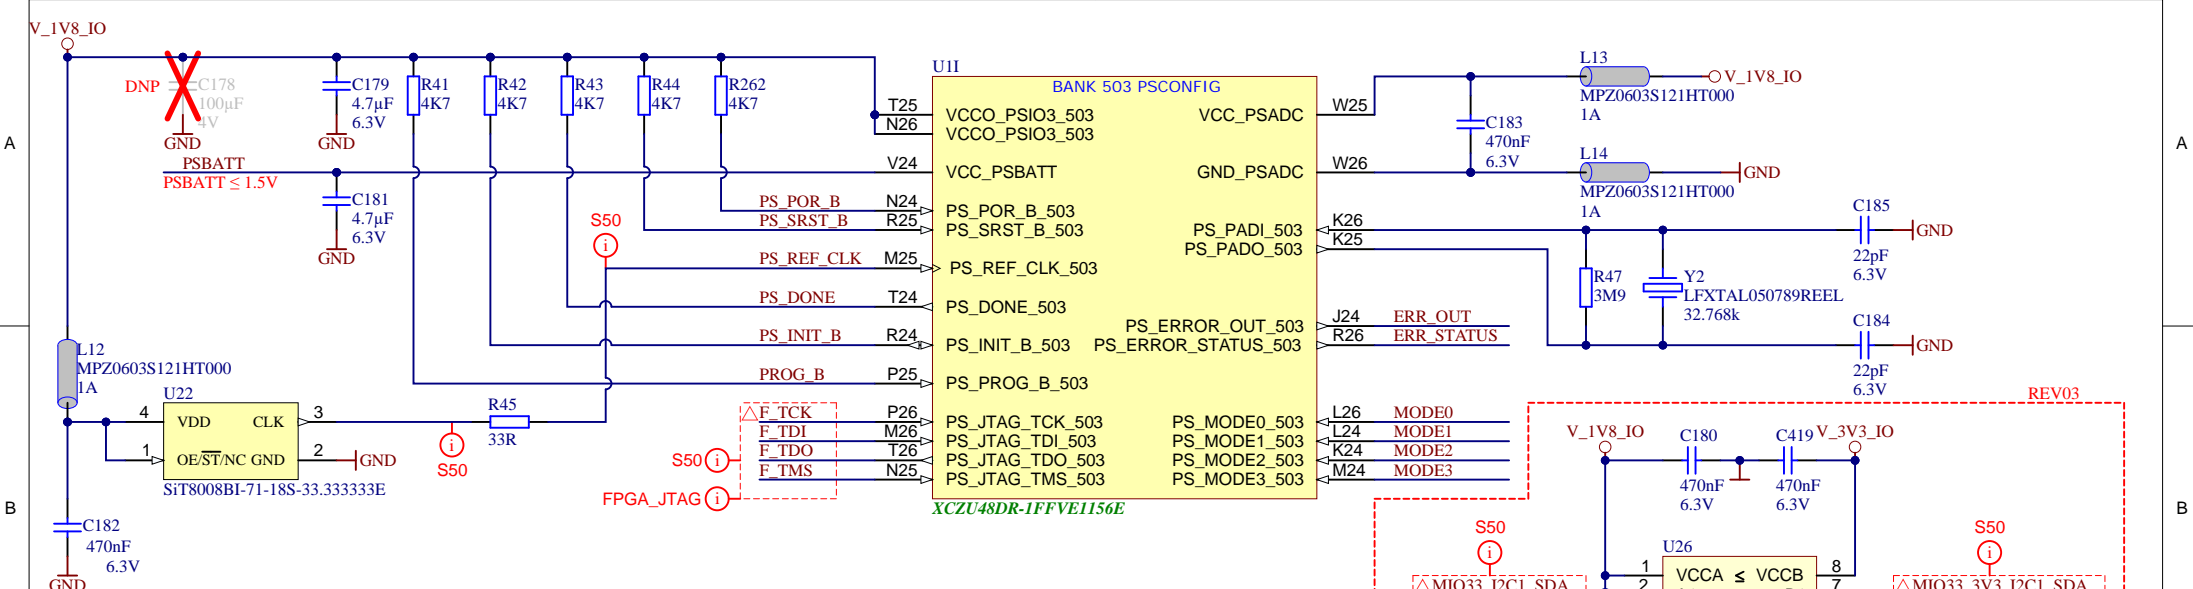 V_1V8_IO
DNP
C178
100µF
4V
GND
C179
4.7µF
6.3V
GND
R41
4K7
R42
4K7
R43
4K7
R44
4K7
R262
4K7
PSBATT
PSBATT ≤ 1.5V
C181
4.7µF
6.3V
GND
U1I
BANK 503 PSCONFIG
T25 VCCO_PSIO3_503
N26 VCCO_PSIO3_503
V24 VCC_PSBATT
PS_POR_B N24 PS_POR_B_503
PS_SRST_B R25 PS_SRST_B_503
S50
i
PS_REF_CLK M25 PS_REF_CLK_503
PS_DONE T24 PS_DONE_503
PS_INIT_B R24 PS_INIT_B_503
PROG_B P25 PS_PROG_B_503
F_TCK P26 PS_JTAG_TCK_503
F_TDI M26 PS_JTAG_TDI_503
F_TDO T26 PS_JTAG_TDO_503
F_TMS N25 PS_JTAG_TMS_503
S50 i
FPGA_JTAG i
XCZU48DR-1FFVE1156E
VCC_PSADC W25
GND_PSADC W26
PS_PADI_503 K26
PS_PADO_503 K25
PS_ERROR_OUT_503 J24 ERR_OUT
PS_ERROR_STATUS_503 R26 ERR_STATUS
PS_MODE0_503 L26 MODE0
PS_MODE1_503 L24 MODE1
PS_MODE2_503 K24 MODE2
PS_MODE3_503 M24 MODE3
C183
470nF
6.3V
L13
MPZ0603S121HT000
1A
V_1V8_IO
L14
MPZ0603S121HT000
1A
GND
C185
22pF
6.3V
GND
R47
3M9
Y2
LFXTAL050789REEL
32.768k
C184
22pF
6.3V
GND
A
A
L12
MPZ0603S121HT000
1A
U22
4 VDD CLK 3
1 OE/ST/NC GND 2
GND
SiT8008BI-71-18S-33.333333E
S50
i
R45
33R
C182
470nF
6.3V
GND
B
B
REV03
V_1V8_IO
C180
470nF
6.3V
C419
470nF
6.3V
V_3V3_IO
S50
i
S50
i
U26
1 VCCA ≤ VCCB 8
2 7
MIO33_I2C1_SDA
MIO33_3V3_I2C1_SDA